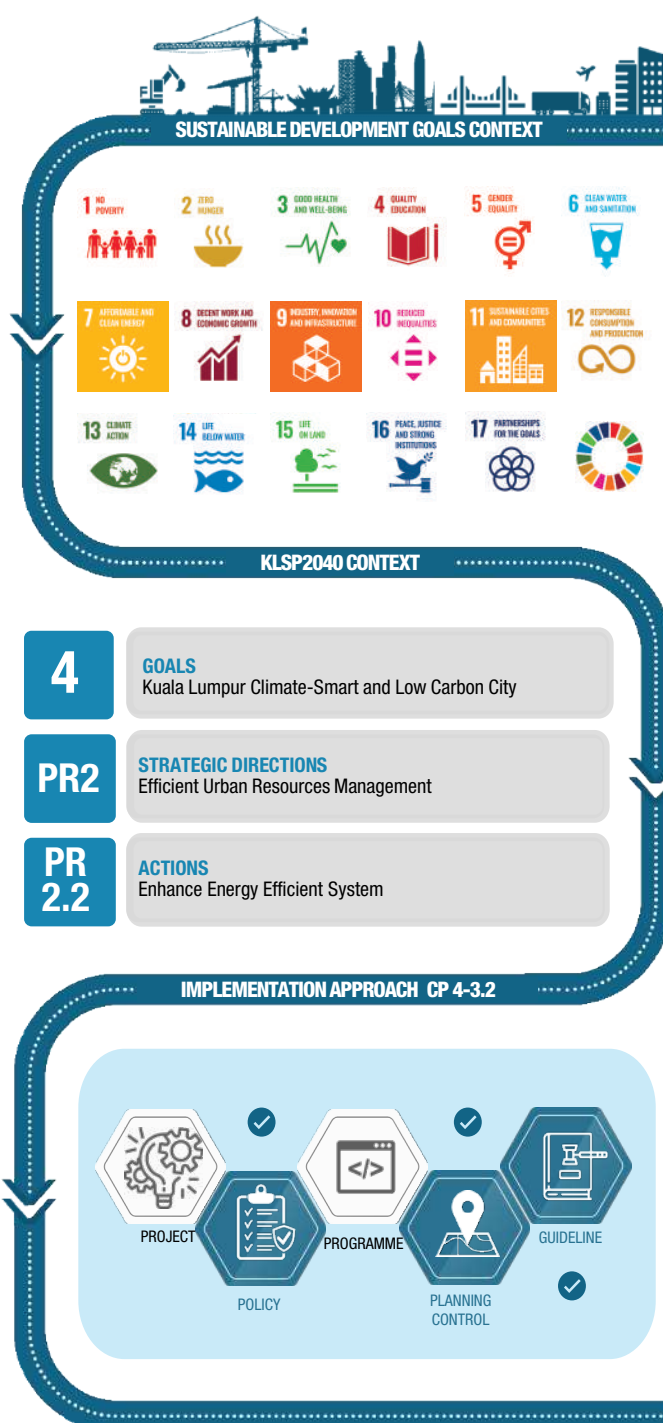 SUSTAINABLE DEVELOPMENT GOALS CONTEXT
1 NO
POVERTY
2 ZERO
HUNGER
3 GOOD HEALTH
AND WELL-BEING
4 QUALITY
EDUCATION
5 GENDER
EQUALITY
6 CLEAN WATER
AND SANITATION
7 AFFORDABLE AND
CLEAN ENERGY
8 DECENT WORK AND
ECONOMIC GROWTH
9 INDUSTRY, INNOVATION
AND INFRASTRUCTURE
10 REDUCED
INEQUALITIES
11 SUSTAINABLE CITIES
AND COMMUNITIES
12 RESPONSIBLE
CONSUMPTION
AND PRODUCTION
13 CLIMATE
ACTION
14 LIFE
BELOW WATER
15 LIFE
ON LAND
16 PEACE, JUSTICE
AND STRONG
INSTITUTIONS
17 PARTNERSHIPS
FOR THE GOALS
KLSP2040 CONTEXT
4
GOALS
Kuala Lumpur Climate-Smart and Low Carbon City
PR2
STRATEGIC DIRECTIONS
Efficient Urban Resources Management
PR
2.2
ACTIONS
Enhance Energy Efficient System
IMPLEMENTATION APPROACH CP 4-3.2
</>
PROJECT
POLICY
PROGRAMME
PLANNING
CONTROL
GUIDELINE